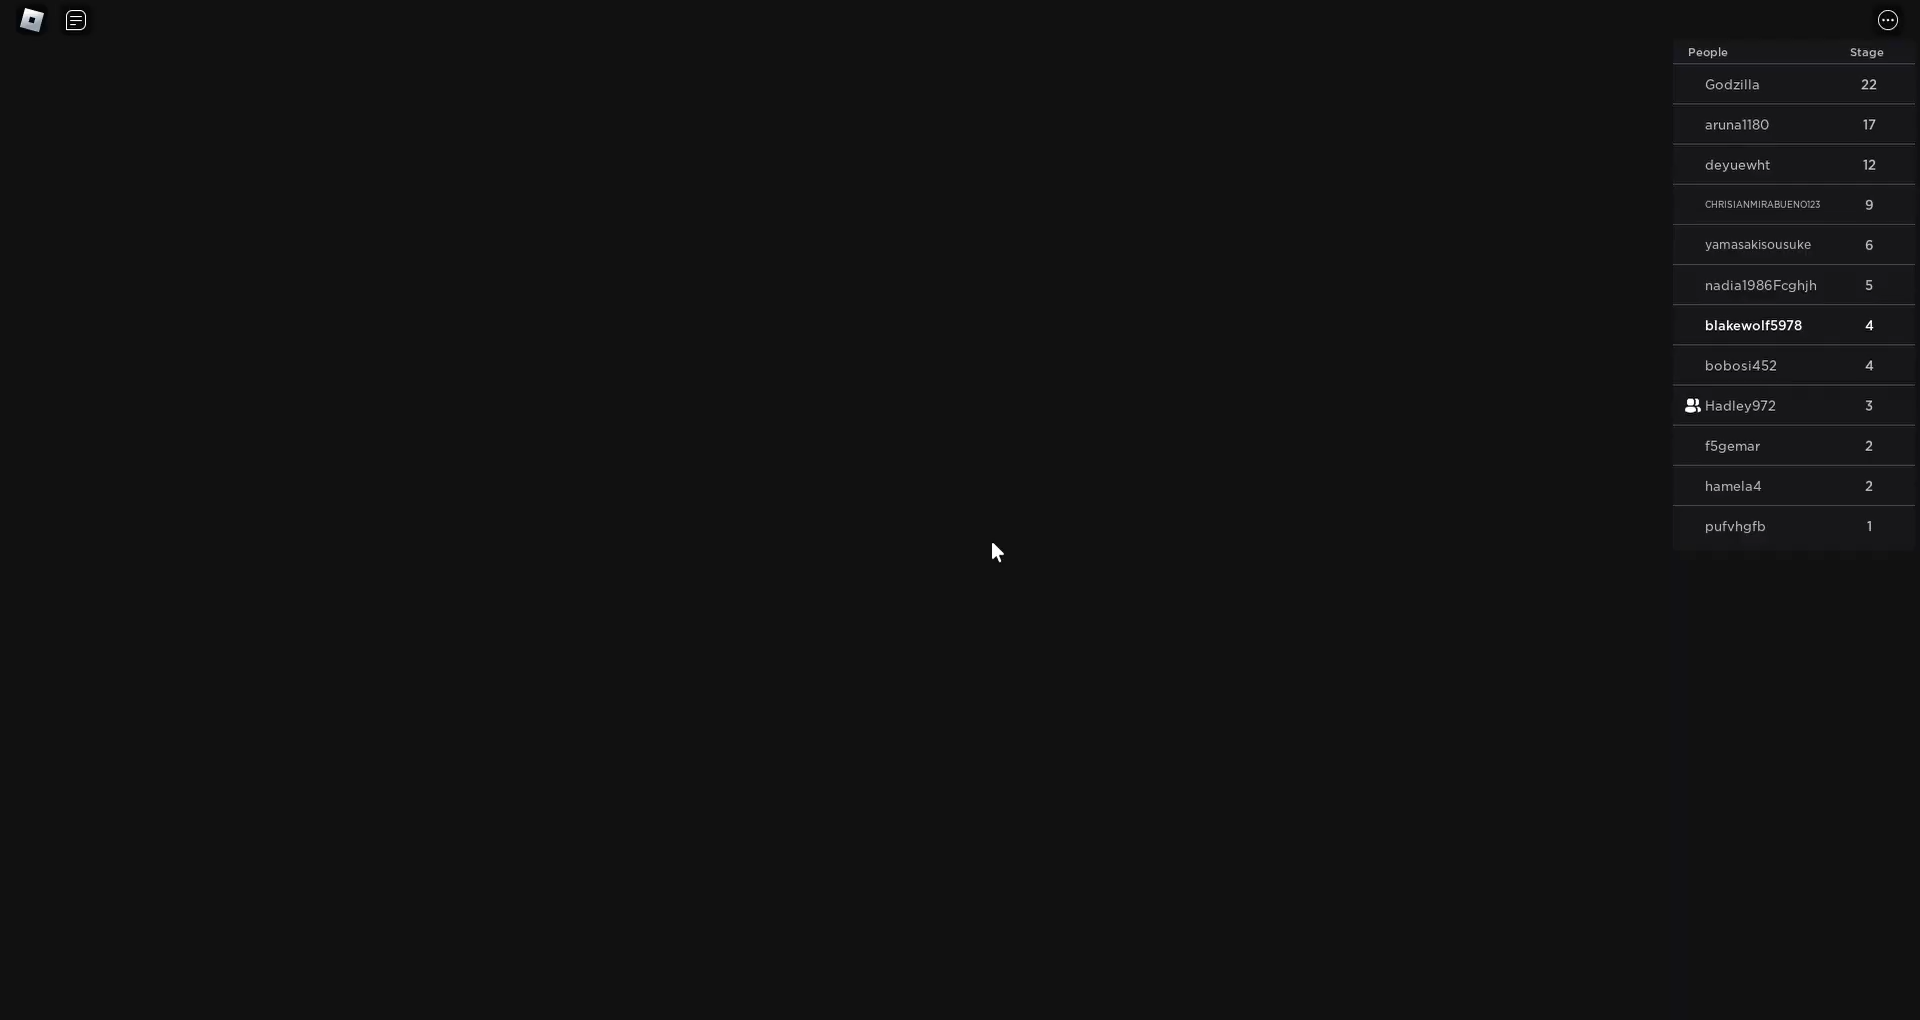 People Stage
Godzilla 22
aruna1180 17
deyuewht 12
CHRISIANMIRABUENO123 9
yamasakisousuke 6
nadia1986Fcghjh 5
blakewolf5978 4
bobosi452 4
Hadley972 3
f5gemar 2
hamela4 2
pufvhgfb 1